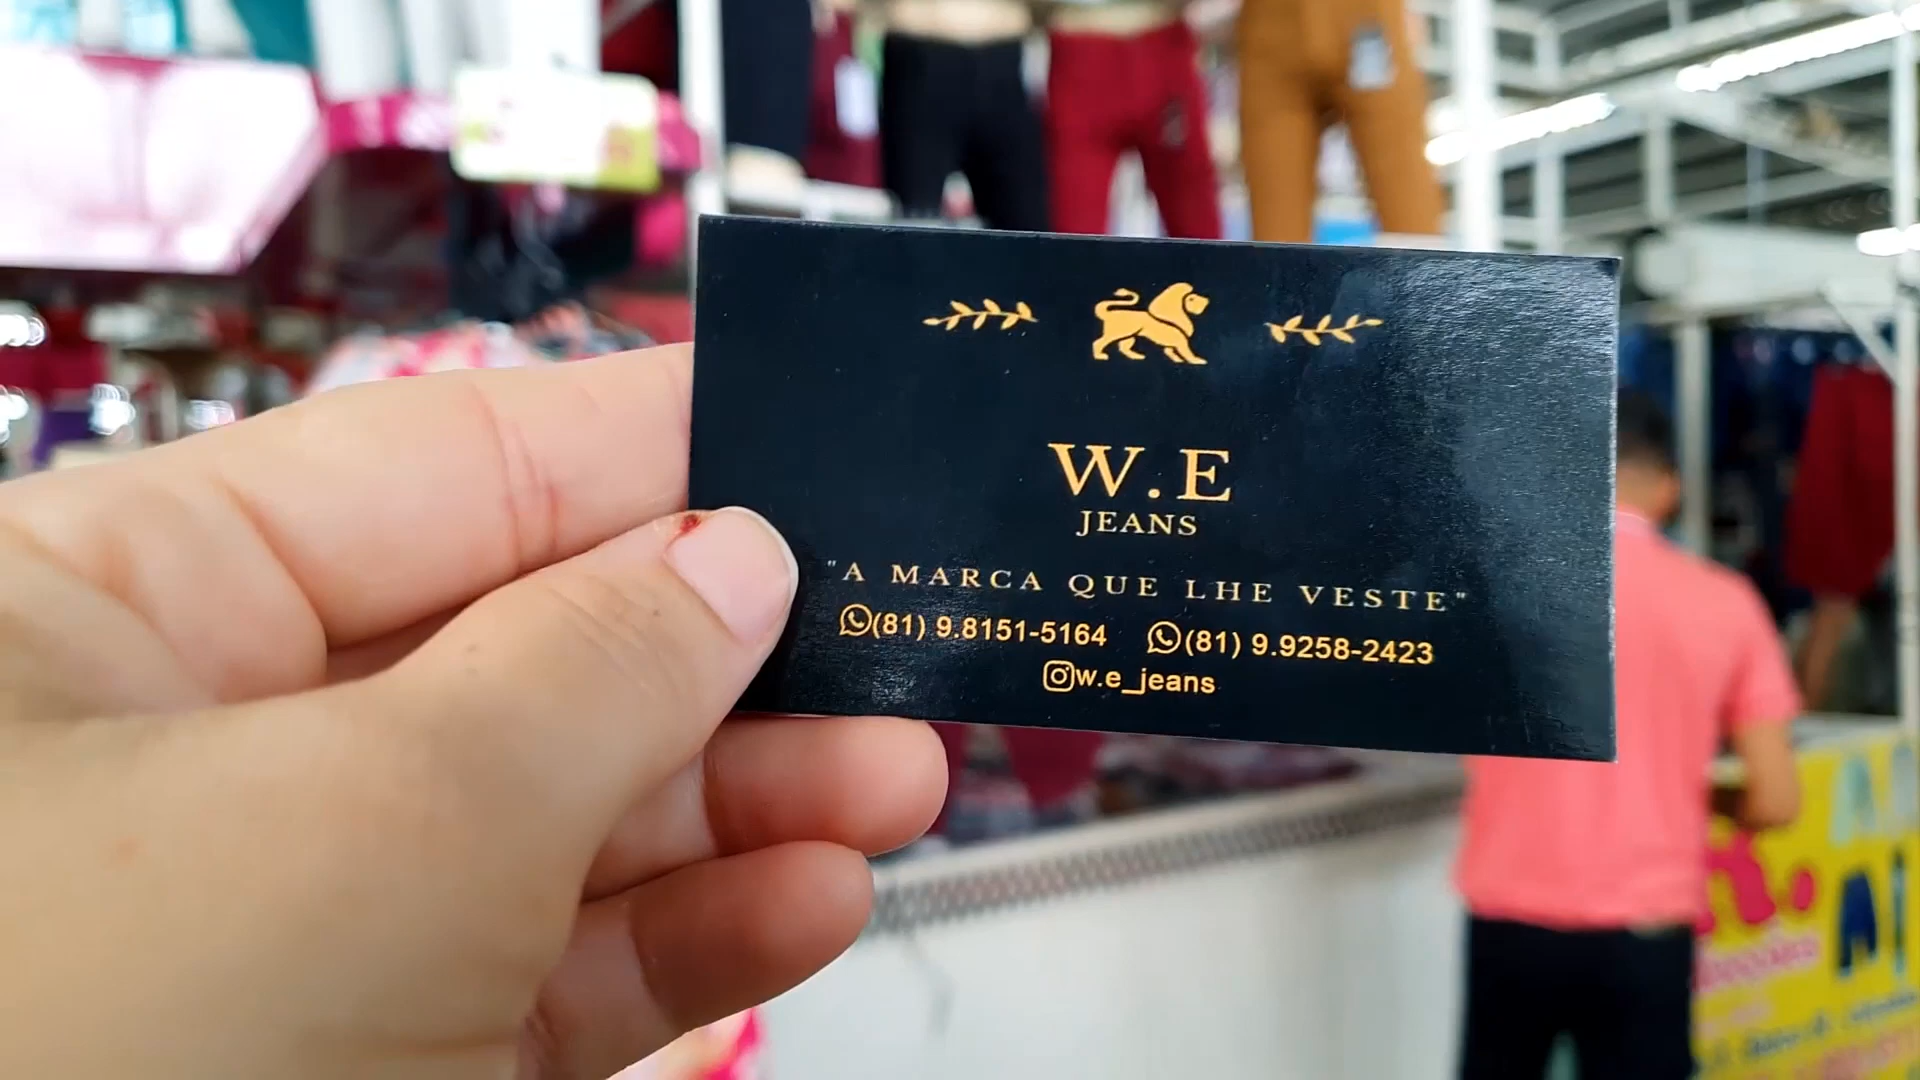 W.E
JEANS
"A MARCA QUE LHE VESTE"
(81) 9.8151-5164 (81) 9.9258-2423
w.e_jeans